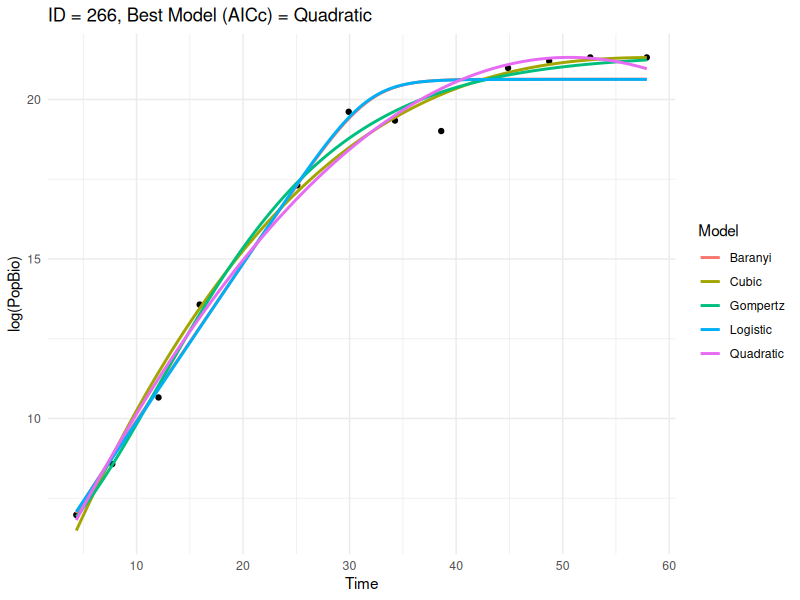 ID = 266, Best Model (AICc) = Quadratic
log(PopBio)
20
15
10
10 20 30 40 50 60
Time
Model
Baranyi
Cubic
Gompertz
Logistic
Quadratic